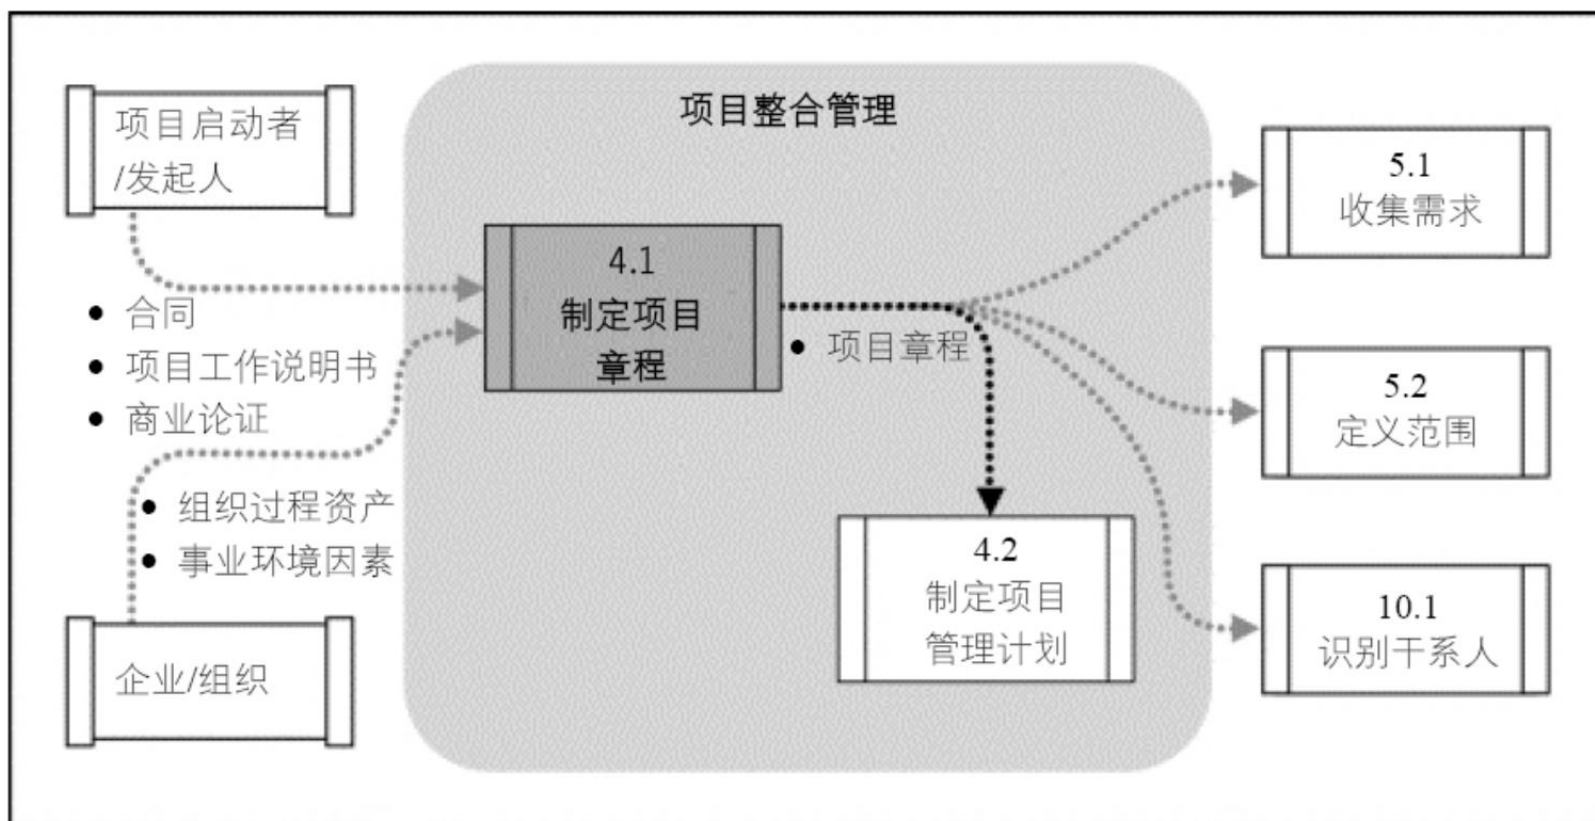 项目整合管理
项目启动者
/发起人
• 合同
• 项目工作说明书
• 商业论证
• 组织过程资产
• 事业环境因素
企业/组织
4.1
制定项目
章程
• 项目章程
4.2
制定项目
管理计划
5.1
收集需求
5.2
定义范围
10.1
识别干系人